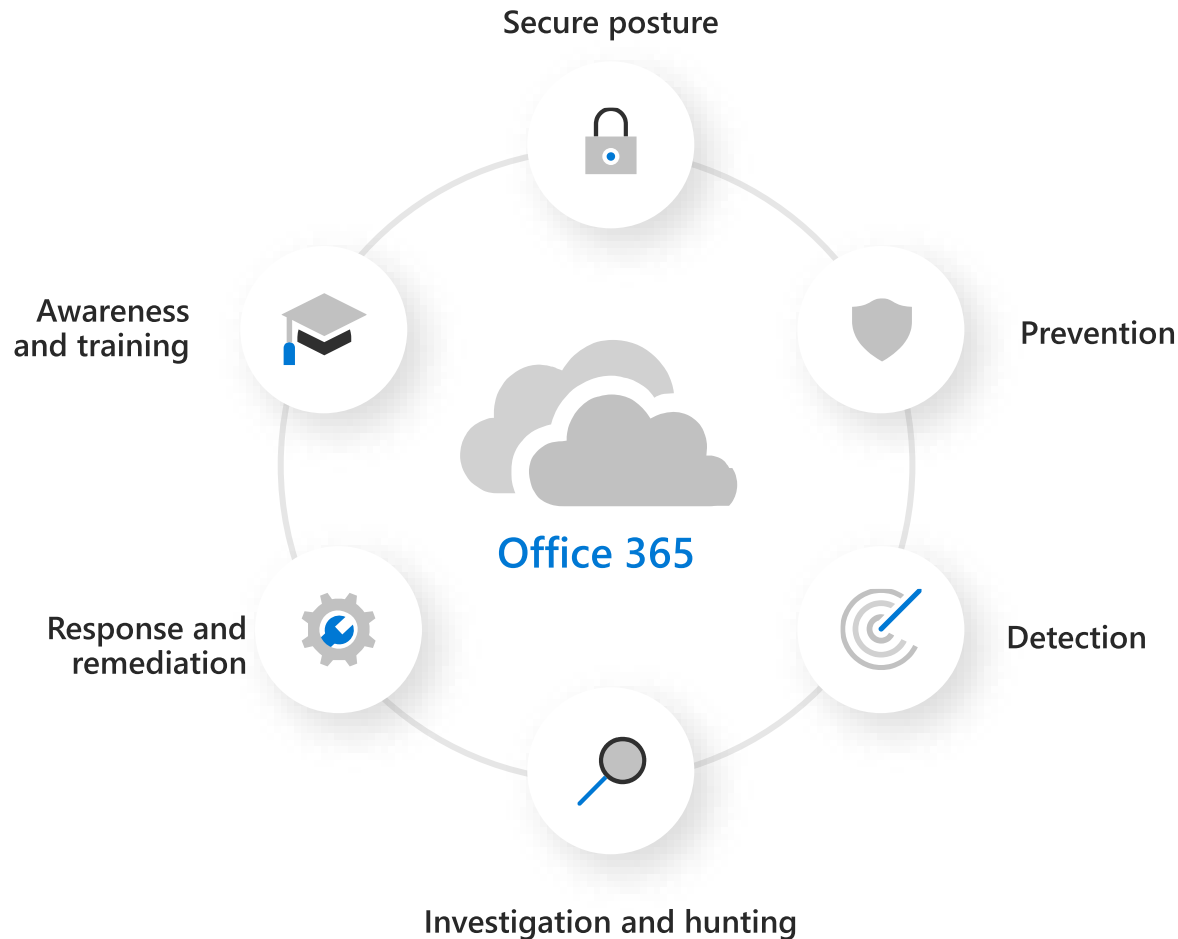 Secure posture
Awareness
and training
Prevention
Office 365
Response and
remediation
Detection
Investigation and hunting